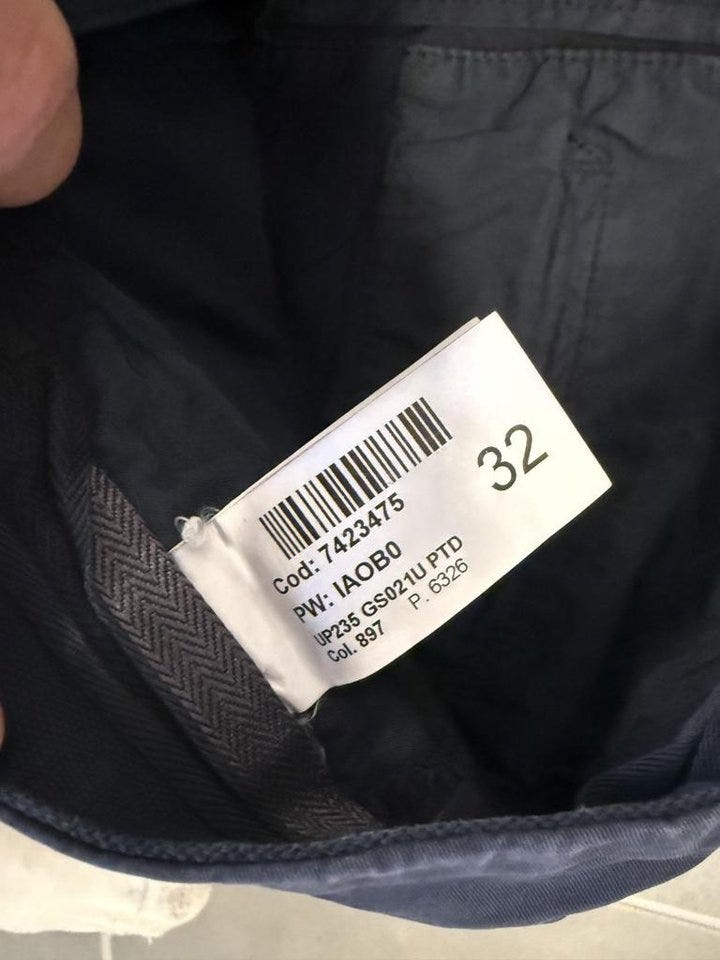 32
Cod: 7423475
PW: IAOB0
UP235 GS021U PTD
Col. 897 P. 6326